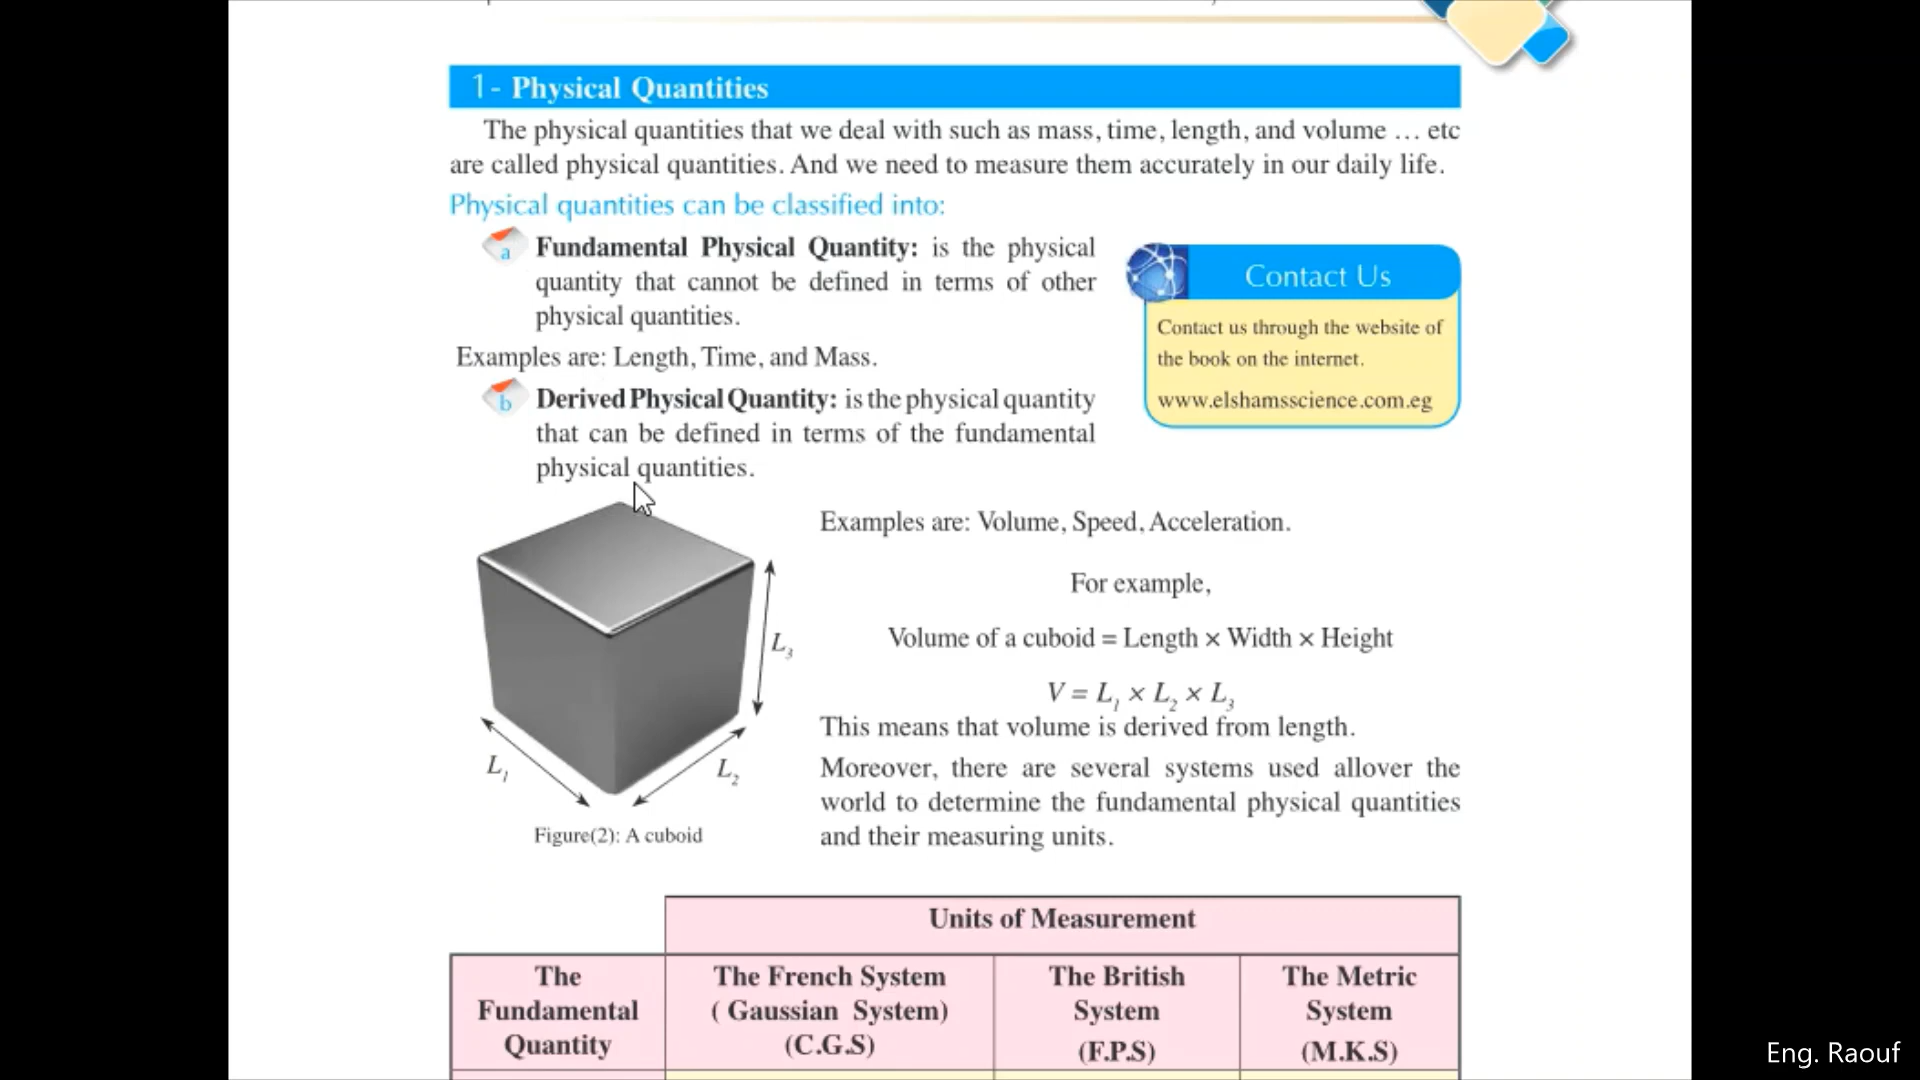 1- Physical Quantities
The physical quantities that we deal with such as mass, time, length, and volume … etc
are called physical quantities. And we need to measure them accurately in our daily life.
Physical quantities can be classified into:
a Fundamental Physical Quantity: is the physical
quantity that cannot be defined in terms of other
physical quantities.
Examples are: Length, Time, and Mass.
b Derived Physical Quantity: is the physical quantity
that can be defined in terms of the fundamental
physical quantities.
Contact Us
Contact us through the website of
the book on the internet.
www.elshamsscience.com.eg
Examples are: Volume, Speed, Acceleration.
For example,
Volume of a cuboid = Length × Width × Height
V = L₁ × L₂ × L₃
This means that volume is derived from length.
Moreover, there are several systems used allover the
world to determine the fundamental physical quantities
and their measuring units.
L₃
L₁
L₂
Figure(2): A cuboid
Units of Measurement
The
Fundamental
Quantity
The French System
( Gaussian System)
(C.G.S)
The British
System
(F.P.S)
The Metric
System
(M.K.S)
Eng. Raouf